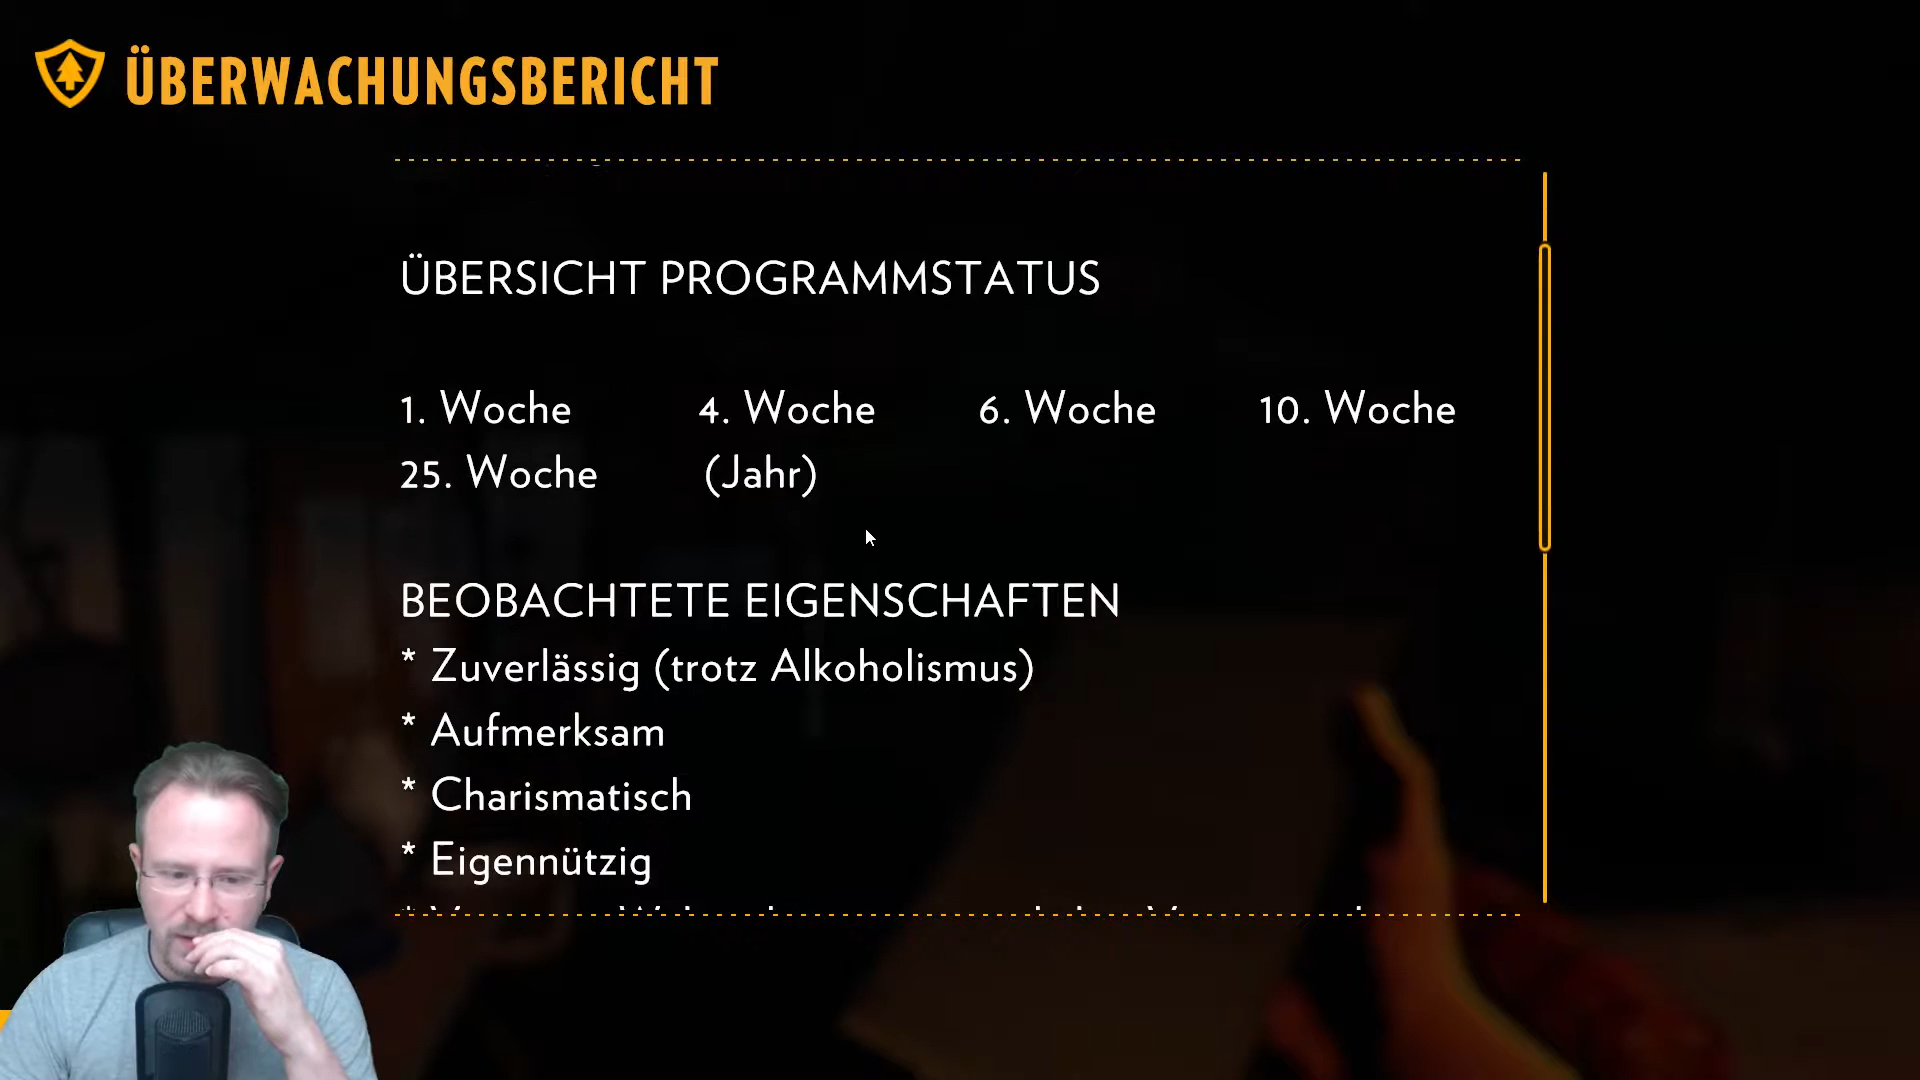 ÜBERWACHUNGSBERICHT
ÜBERSICHT PROGRAMMSTATUS
1. Woche 4. Woche 6. Woche 10. Woche
25. Woche (Jahr)
BEOBACHTETE EIGENSCHAFTEN
* Zuverlässig (trotz Alkoholismus)
* Aufmerksam
* Charismatisch
* Eigennützig